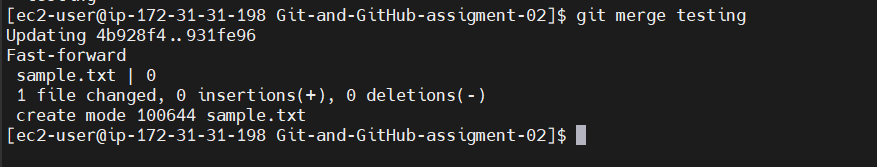 [ec2-user@ip-172-31-31-198 Git-and-GitHub-assigment-02]$ git merge testing
Updating 4b928f4..931fe96
Fast-forward
 sample.txt | 0
 1 file changed, 0 insertions(+), 0 deletions(-)
 create mode 100644 sample.txt
[ec2-user@ip-172-31-31-198 Git-and-GitHub-assigment-02]$